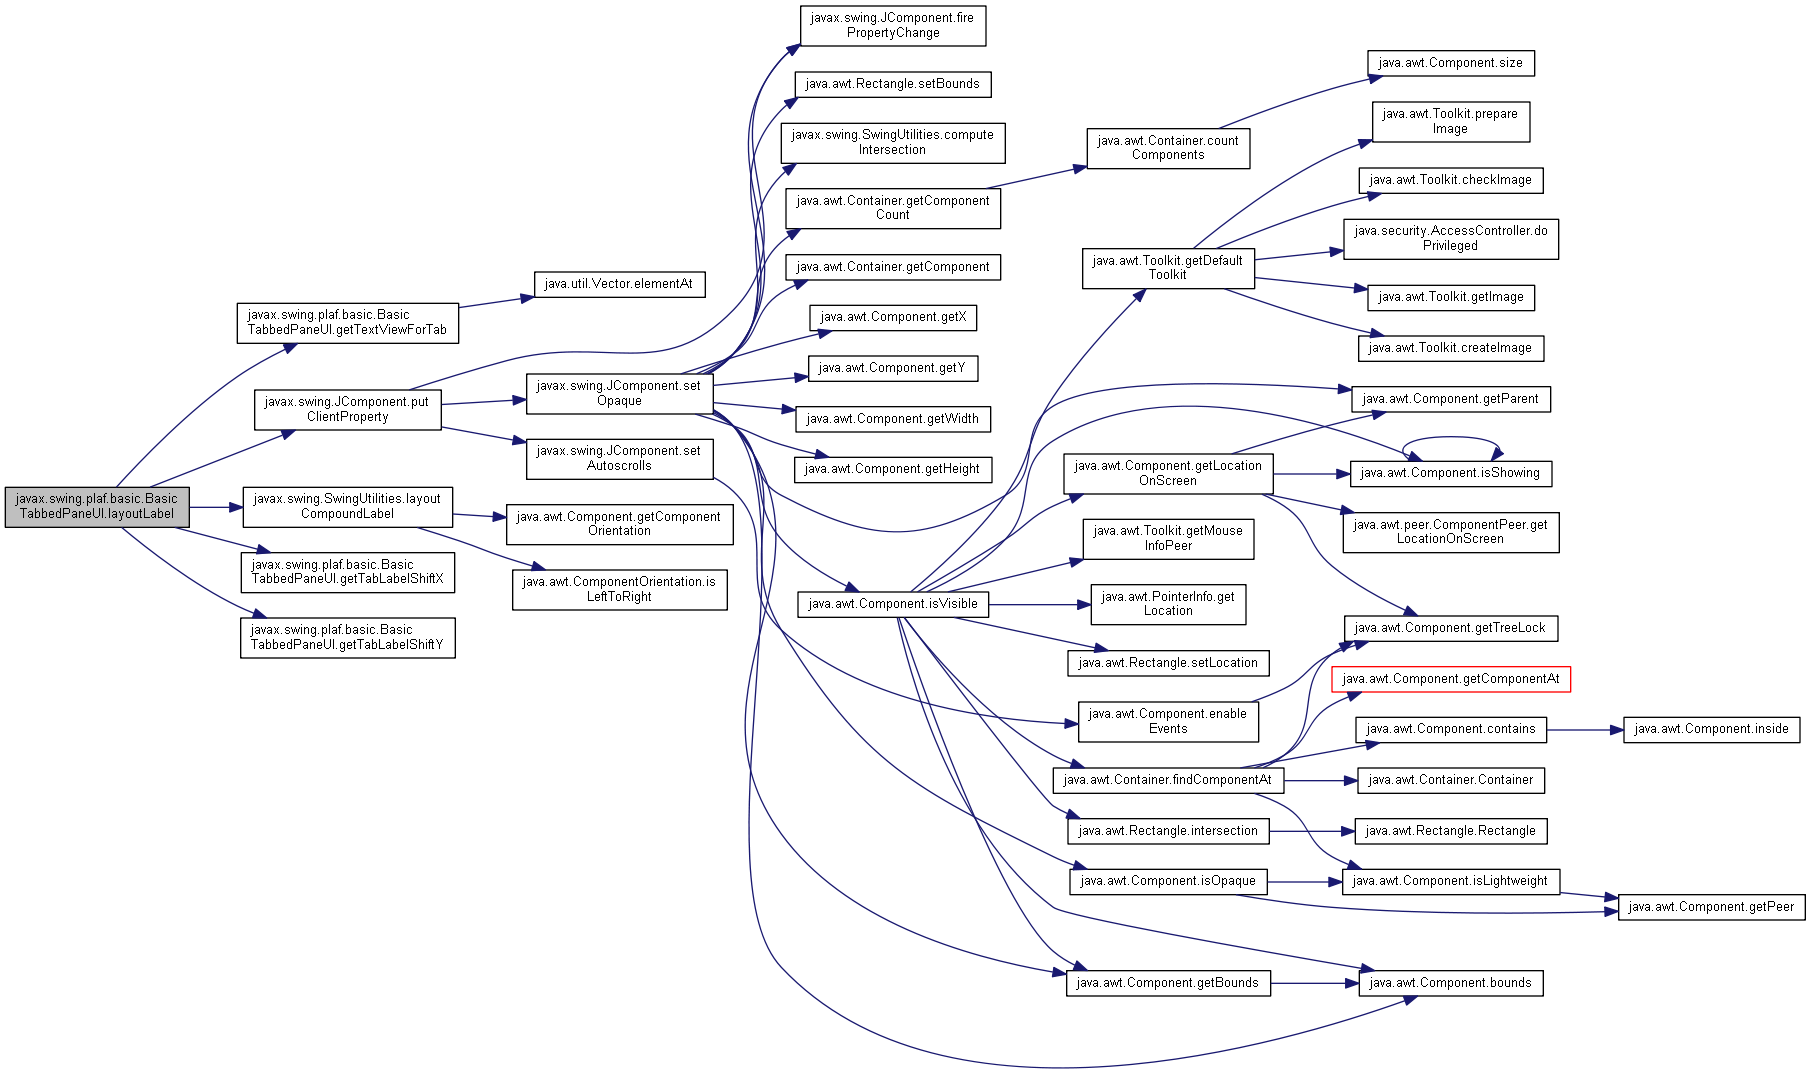 javax.swing.plaf.basic.Basic
TabbedPaneUI.layoutLabel
javax.swing.plaf.basic.Basic
TabbedPaneUI.getTextViewForTab
javax.swing.JComponent.put
ClientProperty
javax.swing.SwingUtilities.layout
CompoundLabel
javax.swing.plaf.basic.Basic
TabbedPaneUI.getTabLabelShiftX
javax.swing.plaf.basic.Basic
TabbedPaneUI.getTabLabelShiftY
java.util.Vector.elementAt
javax.swing.JComponent.set
Opaque
javax.swing.JComponent.set
Autoscrolls
java.awt.Component.getComponent
Orientation
java.awt.ComponentOrientation.is
LeftToRight
javax.swing.JComponent.fire
PropertyChange
java.awt.Rectangle.setBounds
javax.swing.SwingUtilities.compute
Intersection
java.awt.Container.getComponent
Count
java.awt.Container.getComponent
java.awt.Component.getX
java.awt.Component.getY
java.awt.Component.getWidth
java.awt.Component.getHeight
java.awt.Component.isVisible
java.awt.Container.count
Components
java.awt.Toolkit.getDefault
Toolkit
java.awt.Component.getLocation
OnScreen
java.awt.Toolkit.getMouse
InfoPeer
java.awt.PointerInfo.get
Location
java.awt.Rectangle.setLocation
java.awt.Component.enable
Events
java.awt.Container.findComponentAt
java.awt.Rectangle.intersection
java.awt.Component.isOpaque
java.awt.Component.getBounds
java.awt.Component.size
java.awt.Toolkit.prepare
Image
java.awt.Toolkit.checkImage
java.security.AccessController.do
Privileged
java.awt.Toolkit.getImage
java.awt.Toolkit.createImage
java.awt.Component.getParent
java.awt.Component.isShowing
java.awt.peer.ComponentPeer.get
LocationOnScreen
java.awt.Component.getTreeLock
java.awt.Component.getComponentAt
java.awt.Component.contains
java.awt.Container.Container
java.awt.Rectangle.Rectangle
java.awt.Component.isLightweight
java.awt.Component.bounds
java.awt.Component.inside
java.awt.Component.getPeer